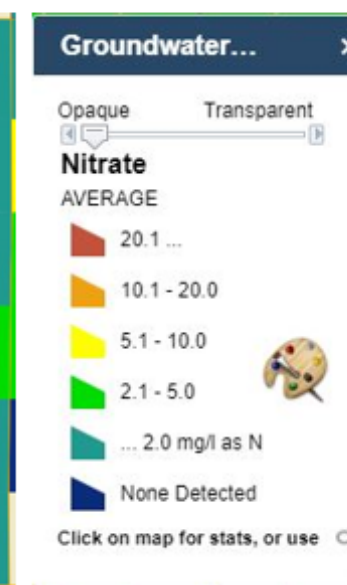 Groundwater...
Opaque Transparent
Nitrate
AVERAGE
20.1 ...
10.1 - 20.0
5.1 - 10.0
2.1 - 5.0
... 2.0 mg/l as N
None Detected
Click on map for stats, or use